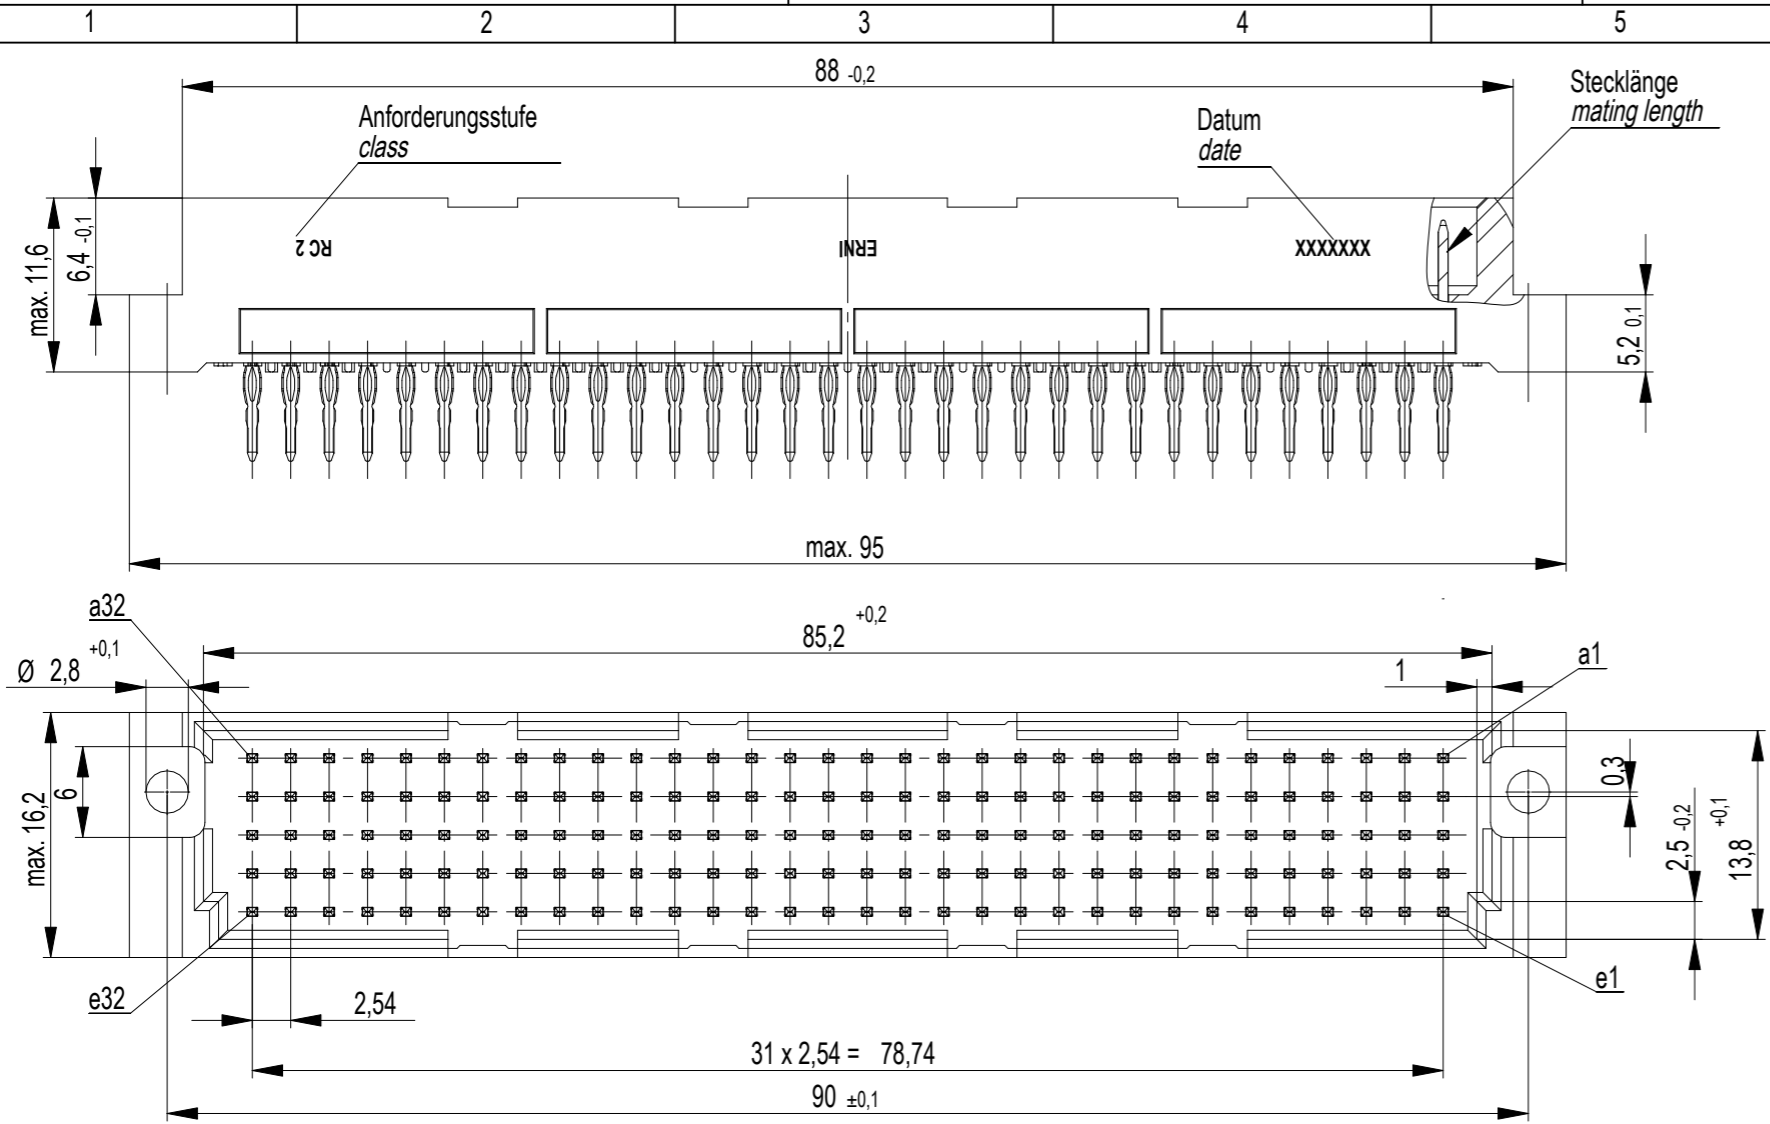 1 2 3 4 5
88 -0,2
Stecklänge
mating length
Anforderungsstufe
class
Datum
date
max. 11,6
6,4 -0,1
RC 2
ERNI
XXXXXXX
5,2 0,1
max. 95
a32
85,2 +0,2
Ø 2,8 +0,1
1
a1
max. 16,2
6
0,3
2,5 -0,2
13,8 +0,1
e32
2,54
e1
31 x 2,54 = 78,74
90 ±0,1